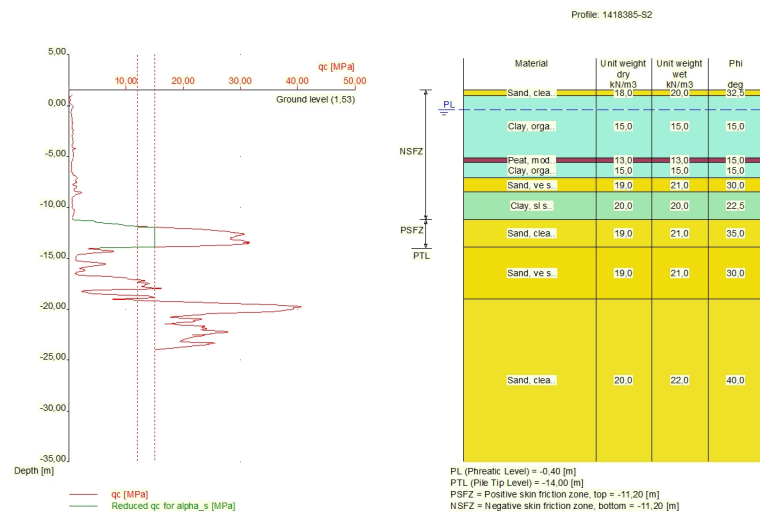 Profile: 1418385-S2
5,00
qc [MPa]
10,00 20,00 30,00 40,00 50,00
Ground level (1,53)
0,00
-5,00
-10,00
-15,00
-20,00
-25,00
-30,00
-35,00
Depth [m]
qc [MPa]
Reduced qc for alpha_s [MPa]
PL
NSFZ
PSFZ
PTL
Material Unit weight dry kN/m3 Unit weight wet kN/m3 Phi deg
Sand, clea.. 18,0 20,0 32,5
Clay, orga.. 15,0 15,0 15,0
Peat, mod.. 13,0 13,0 15,0
Clay, orga.. 15,0 15,0 15,0
Sand, ve s.. 19,0 21,0 30,0
Clay, sl s.. 20,0 20,0 22,5
Sand, clea.. 19,0 21,0 35,0
Sand, ve s.. 19,0 21,0 30,0
Sand, clea.. 20,0 22,0 40,0
PL (Phreatic Level) = -0,40 [m]
PTL (Pile Tip Level) = -14,00 [m]
PSFZ = Positive skin friction zone, top = -11,20 [m]
NSFZ = Negative skin friction zone, bottom = -11,20 [m]